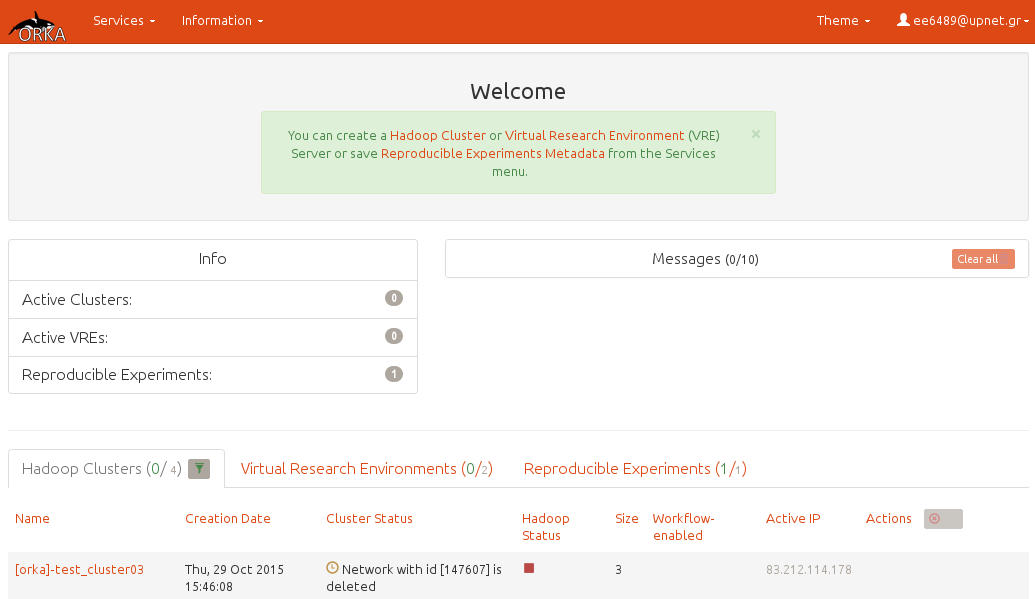 ORKA
Services
Information
Theme
ee6489@upnet.gr
Welcome
You can create a Hadoop Cluster or Virtual Research Environment (VRE)
Server or save Reproducible Experiments Metadata from the Services
menu.
×
Info
Active Clusters: 0
Active VREs: 0
Reproducible Experiments: 1
Messages (0/10)
Clear all
Hadoop Clusters (0/ 4)
Virtual Research Environments (0/2)
Reproducible Experiments (1/1)
Name Creation Date Cluster Status Hadoop Size Workflow- Active IP Actions
Status enabled
[orka]-test_cluster03 Thu, 29 Oct 2015 Network with id [147607] is 3 83.212.114.178
15:46:08 deleted